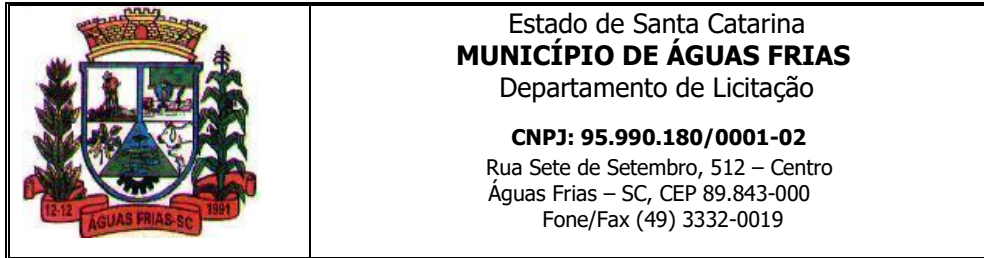 12-12
ÁGUAS FRIAS-SC
1991
Estado de Santa Catarina
MUNICÍPIO DE ÁGUAS FRIAS
Departamento de Licitação
CNPJ: 95.990.180/0001-02
Rua Sete de Setembro, 512 – Centro
Águas Frias – SC, CEP 89.843-000
Fone/Fax (49) 3332-0019